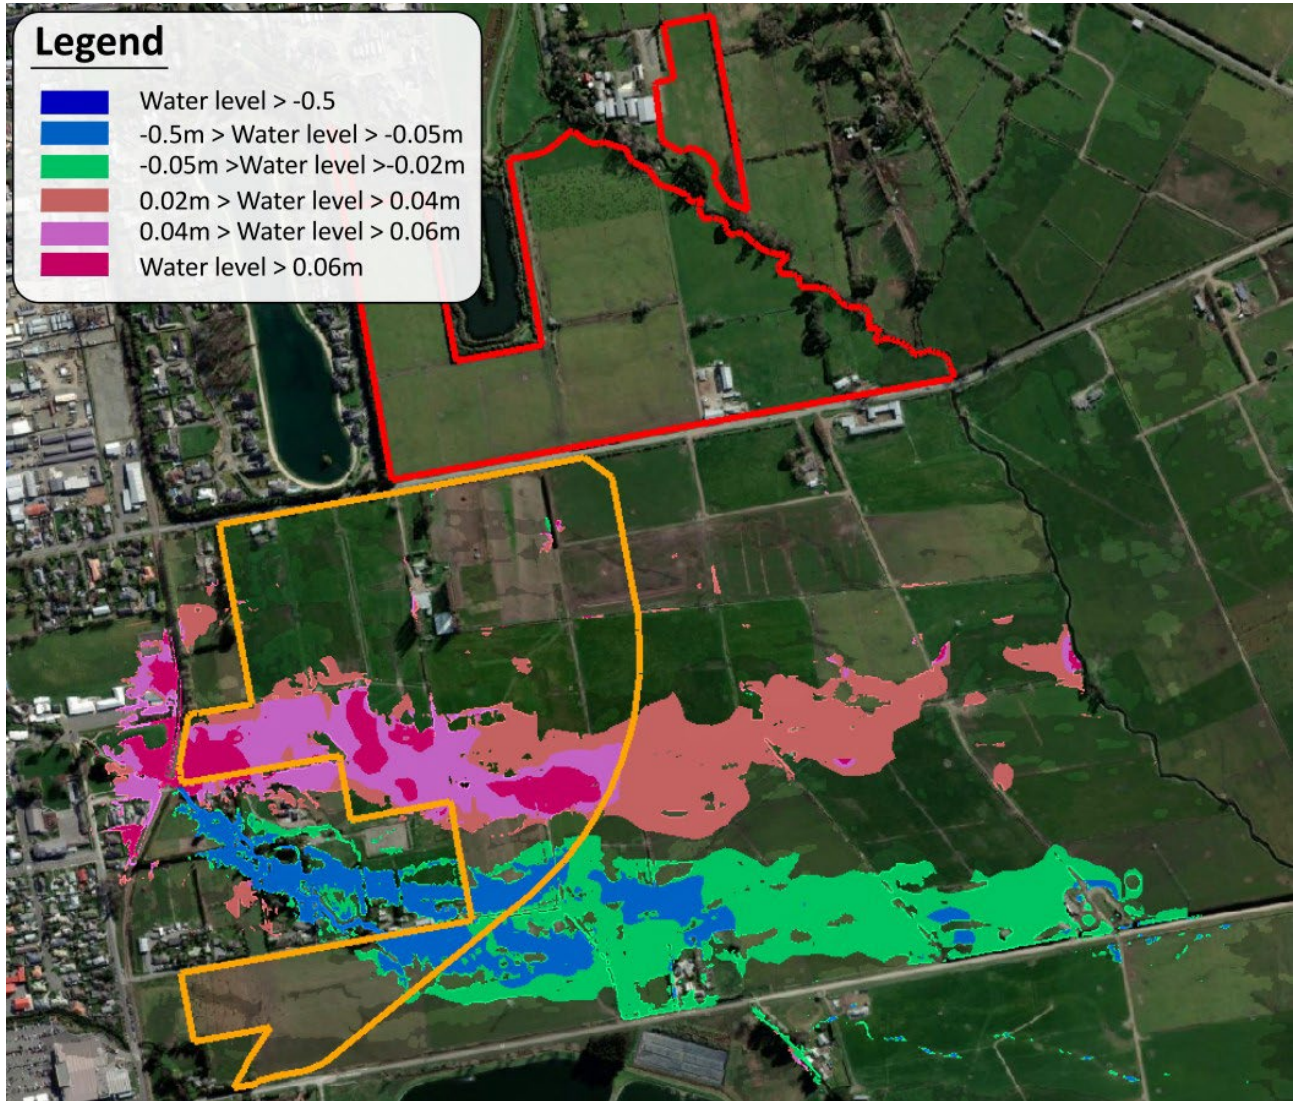 Legend
Water level > -0.5
-0.5m > Water level > -0.05m
-0.05m >Water level >-0.02m
0.02m > Water level > 0.04m
0.04m > Water level > 0.06m
Water level > 0.06m